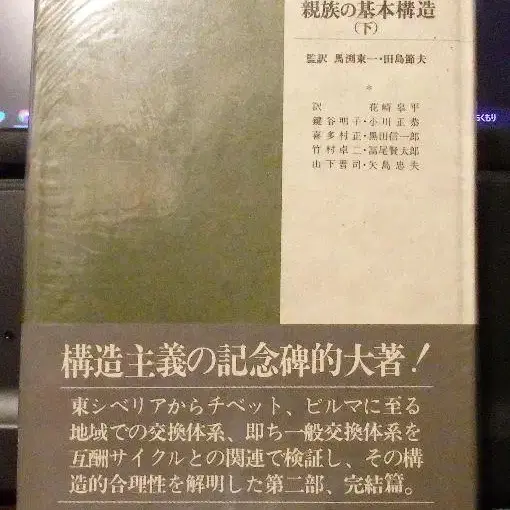 親族の基本構造
(下)
監訳 馬淵東一・田島節夫
*
訳 花崎皋平
鍵谷明子・小川正恭
喜多村正・黒田信一郎
竹村卓二・冨尾賢太郎
山下晋司・矢島忠夫
構造主義の記念碑的大著!
東シベリアからチベット、ビルマに至る
地域での交換体系、即ち一般交換体系を
互酬サイクルとの関連で検証し、その構
造的合理性を解明した第二部、完結篇。